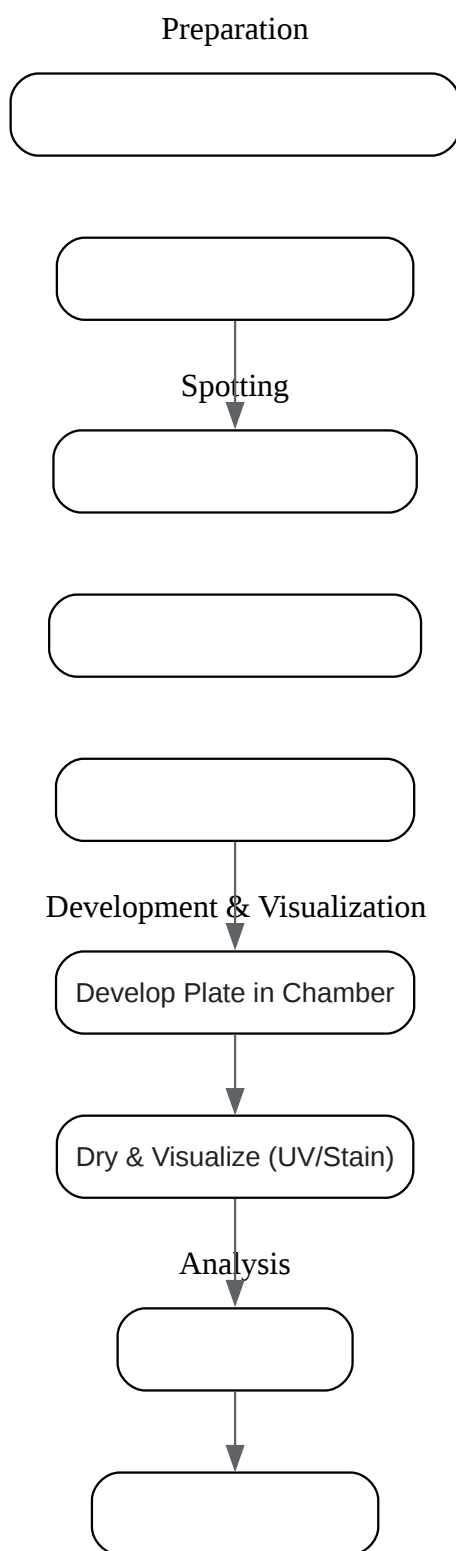 Preparation
Spotting
Development & Visualization
Develop Plate in Chamber
Dry & Visualize (UV/Stain)
Analysis